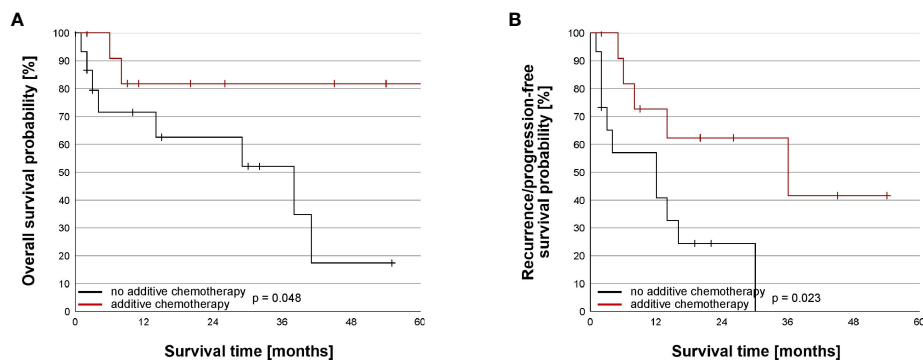 A
Overall survival probability [%]
100
90
80
70
60
50
40
30
20
10
0
no additive chemotherapy
additive chemotherapy
p = 0.048
0 12 24 36 48 60
Survival time [months]
B
Recurrence/progression-free
survival probability [%]
100
90
80
70
60
50
40
30
20
10
0
no additive chemotherapy
additive chemotherapy
p = 0.023
0 12 24 36 48 60
Survival time [months]